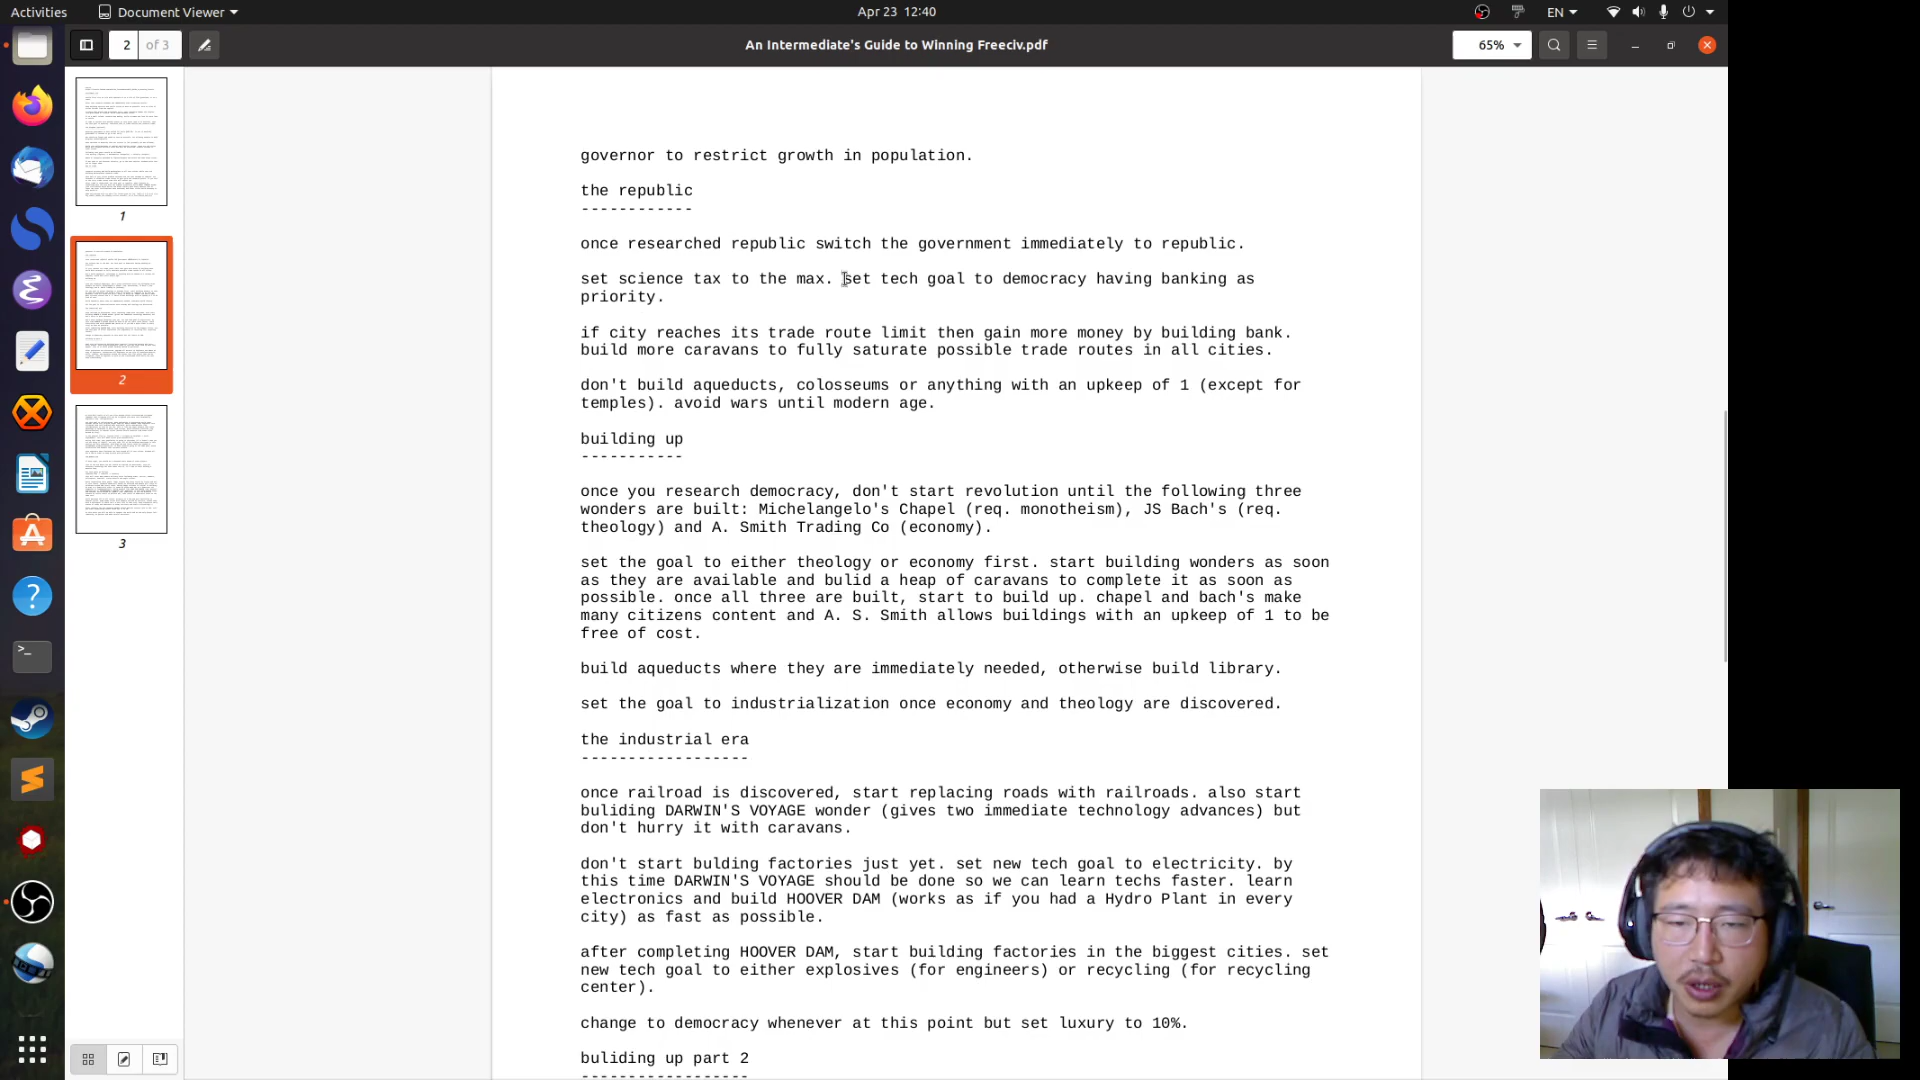 Activities
Document Viewer
Apr 23 12:40
EN
2
of 3
An Intermediate's Guide to Winning Freeciv.pdf
65%
1
2
3
governor to restrict growth in population.
the republic
------------
once researched republic switch the government immediately to republic.
set science tax to the max. set tech goal to democracy having banking as
priority.
if city reaches its trade route limit then gain more money by building bank.
build more caravans to fully saturate possible trade routes in all cities.
don't build aqueducts, colosseums or anything with an upkeep of 1 (except for
temples). avoid wars until modern age.
building up
-----------
once you research democracy, don't start revolution until the following three
wonders are built: Michelangelo's Chapel (req. monotheism), JS Bach's (req.
theology) and A. Smith Trading Co (economy).
set the goal to either theology or economy first. start building wonders as soon
as they are available and bulid a heap of caravans to complete it as soon as
possible. once all three are built, start to build up. chapel and bach's make
many citizens content and A. S. Smith allows buildings with an upkeep of 1 to be
free of cost.
build aqueducts where they are immediately needed, otherwise build library.
set the goal to industrialization once economy and theology are discovered.
the industrial era
------------------
once railroad is discovered, start replacing roads with railroads. also start
buliding DARWIN'S VOYAGE wonder (gives two immediate technology advances) but
don't hurry it with caravans.
don't start bulding factories just yet. set new tech goal to electricity. by
this time DARWIN'S VOYAGE should be done so we can learn techs faster. learn
electronics and build HOOVER DAM (works as if you had a Hydro Plant in every
city) as fast as possible.
after completing HOOVER DAM, start building factories in the biggest cities. set
new tech goal to either explosives (for engineers) or recycling (for recycling
center).
change to democracy whenever at this point but set luxury to 10%.
buliding up part 2
------------------